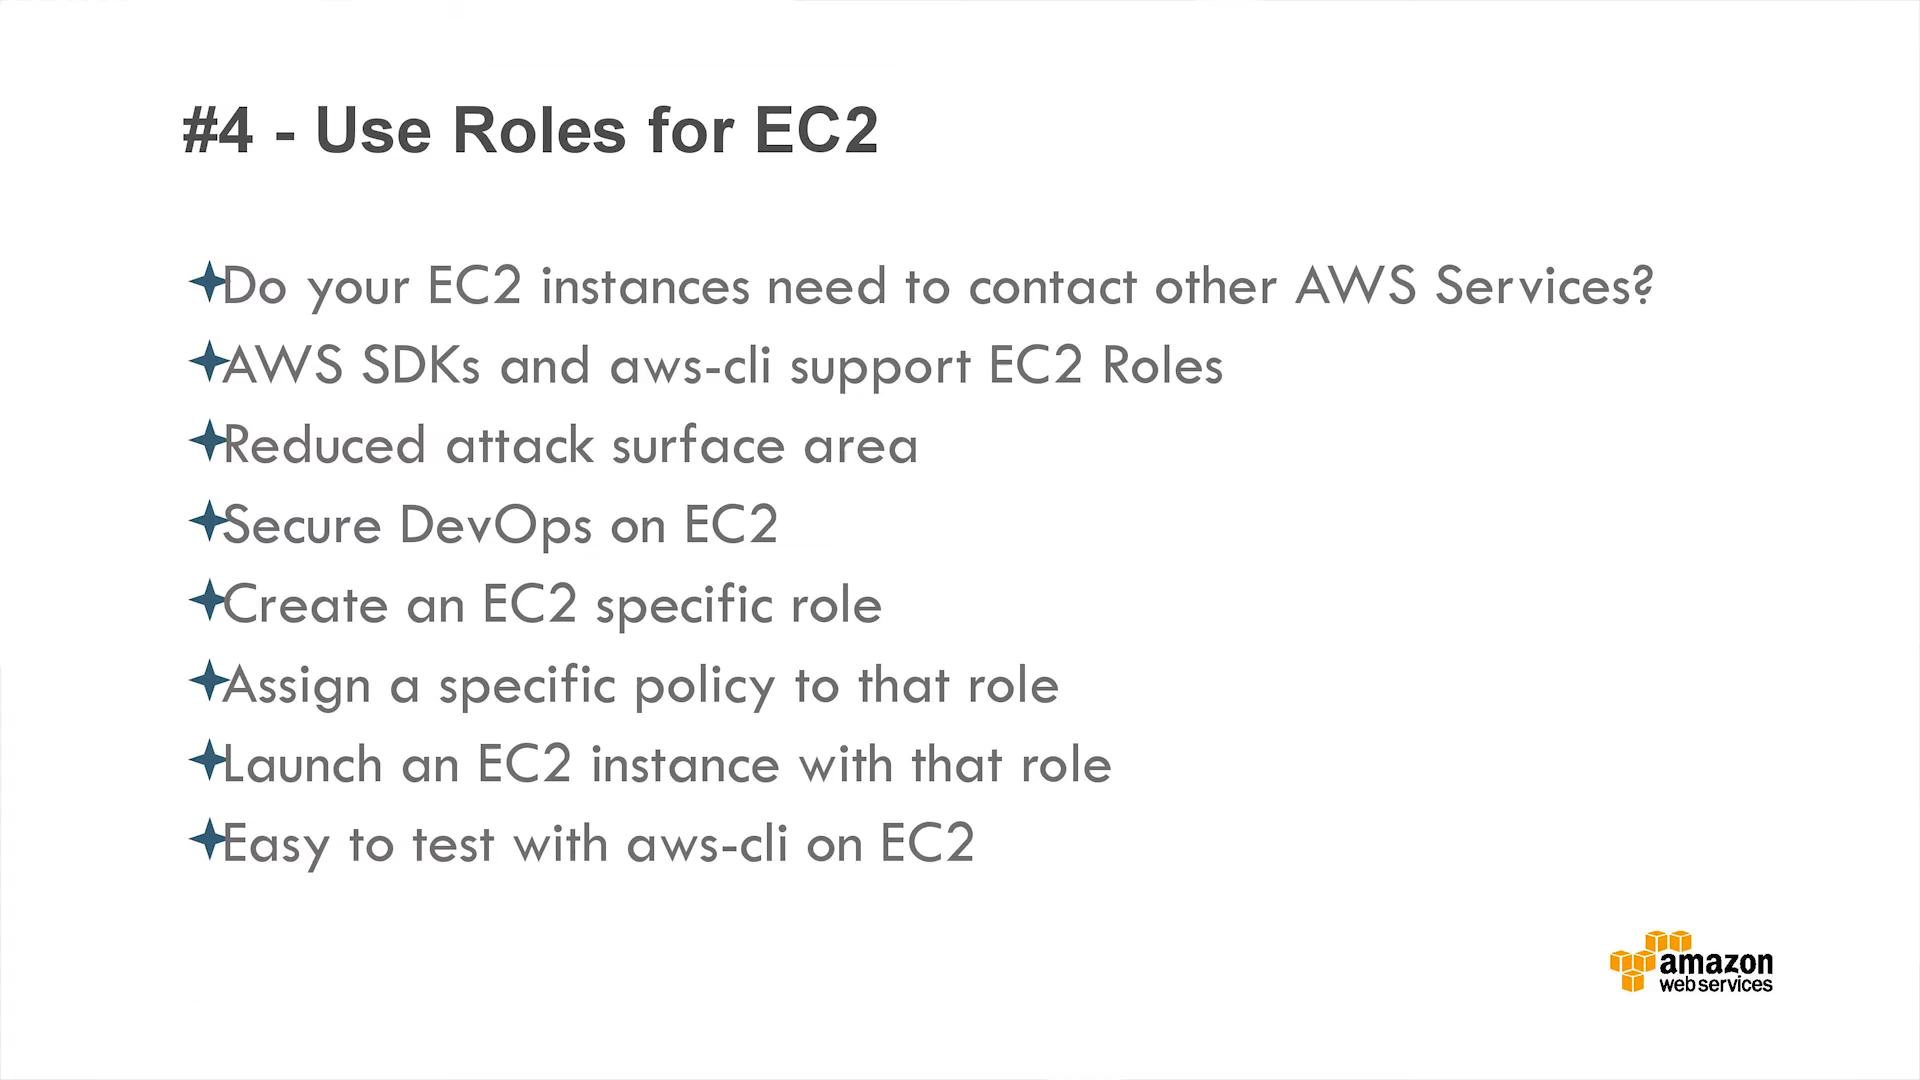 #4 - Use Roles for EC2
Do your EC2 instances need to contact other AWS Services?
AWS SDKs and aws-cli support EC2 Roles
Reduced attack surface area
Secure DevOps on EC2
Create an EC2 specific role
Assign a specific policy to that role
Launch an EC2 instance with that role
Easy to test with aws-cli on EC2
amazon
webservices